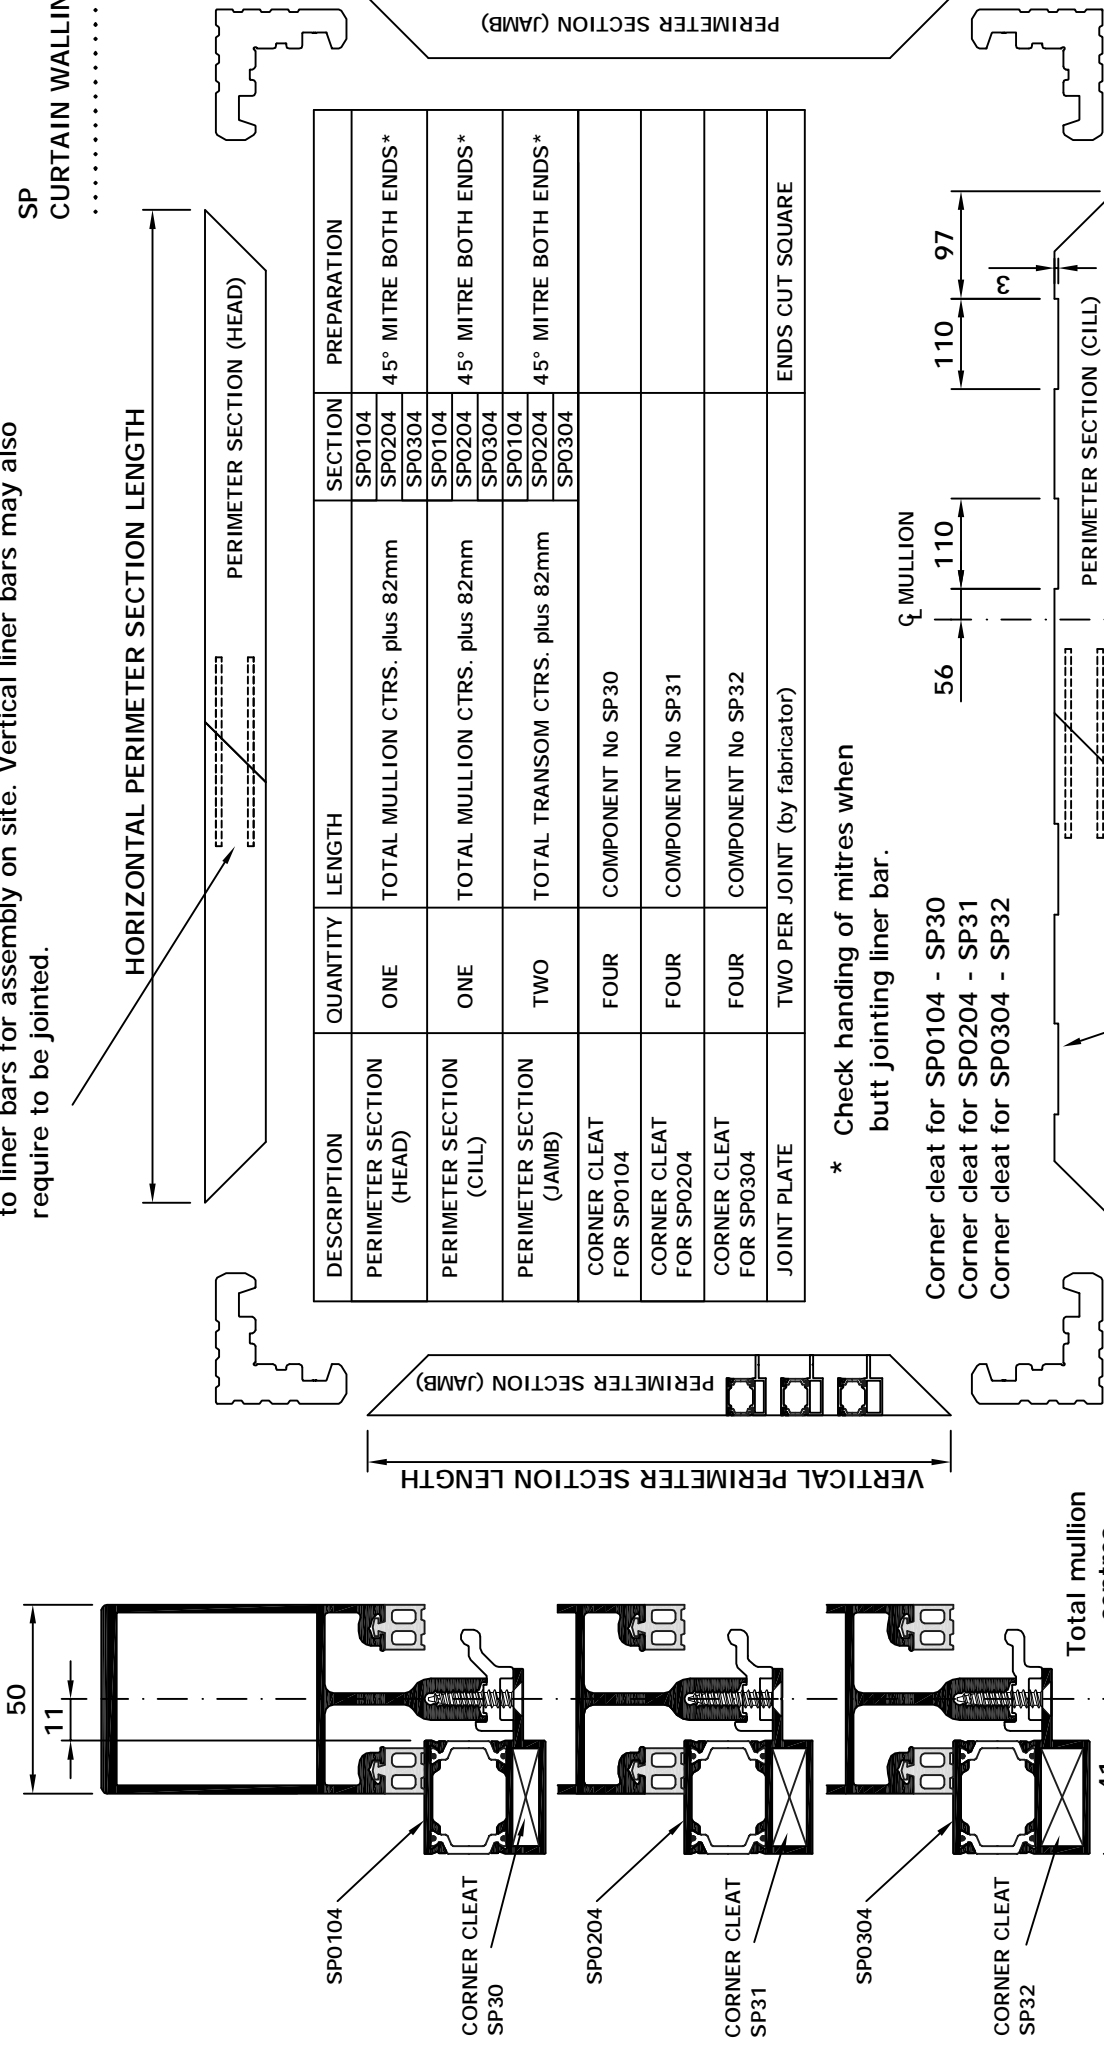 SP
CURTAIN WALLIN
to liner bars for assembly on site. Vertical liner bars may also
require to be jointed.
HORIZONTAL PERIMETER SECTION LENGTH
PERIMETER SECTION (HEAD)
PERIMETER SECTION (JAMB)
DESCRIPTION QUANTITY LENGTH SECTION PREPARATION
PERIMETER SECTION
(HEAD)
ONE
TOTAL MULLION CTRS. plus 82mm
SP0104
SP0204
SP0304
45° MITRE BOTH ENDS*
PERIMETER SECTION
(CILL)
ONE
TOTAL MULLION CTRS. plus 82mm
SP0104
SP0204
SP0304
45° MITRE BOTH ENDS*
PERIMETER SECTION
(JAMB)
TWO
TOTAL TRANSOM CTRS. plus 82mm
SP0104
SP0204
SP0304
45° MITRE BOTH ENDS*
CORNER CLEAT
FOR SP0104
FOUR
COMPONENT No SP30
CORNER CLEAT
FOR SP0204
FOUR
COMPONENT No SP31
CORNER CLEAT
FOR SP0304
FOUR
COMPONENT No SP32
JOINT PLATE
TWO PER JOINT (by fabricator)
ENDS CUT SQUARE
* Check handing of mitres when
butt jointing liner bar.
Corner cleat for SP0104 - SP30
Corner cleat for SP0204 - SP31
Corner cleat for SP0304 - SP32
CL MULLION
56
110
110
97
3
PERIMETER SECTION (CILL)
PERIMETER SECTION (JAMB)
VERTICAL PERIMETER SECTION LENGTH
50
11
SP0104
CORNER CLEAT
SP30
SP0204
CORNER CLEAT
SP31
SP0304
CORNER CLEAT
SP32
Total mullion
centres
41